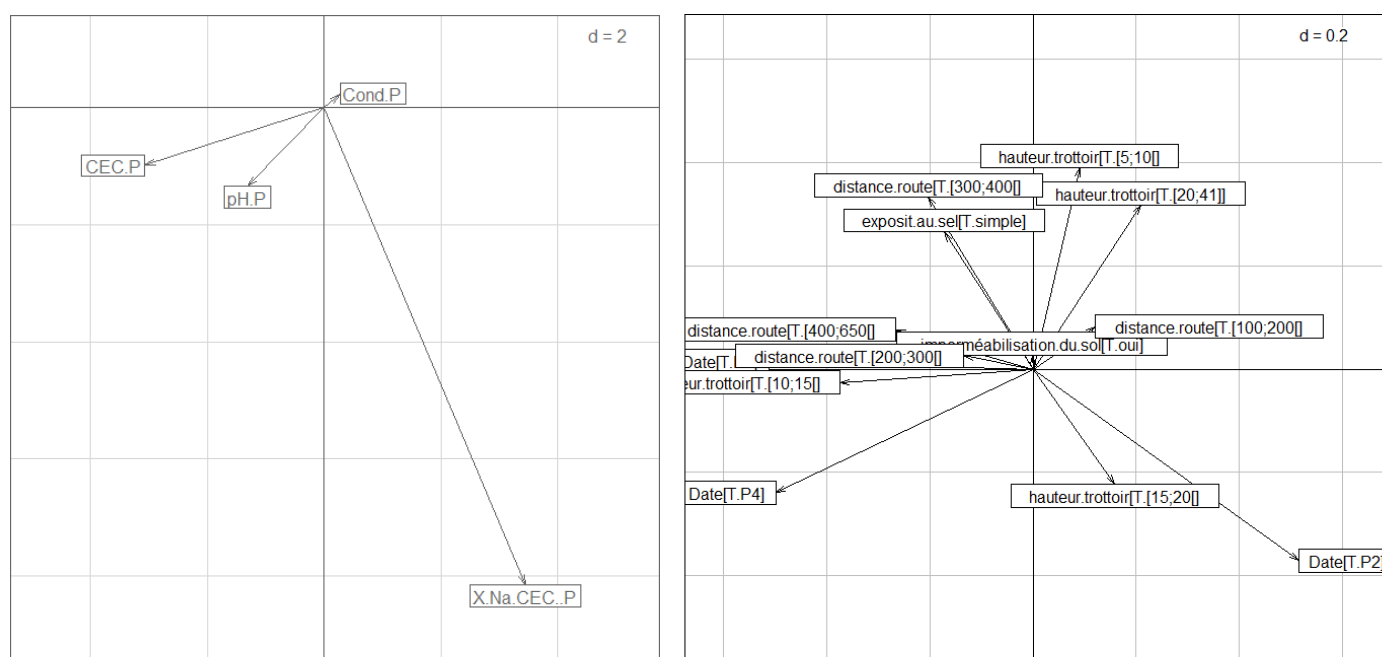 d = 2
Cond.P
CEC.P
pH.P
X.Na.CEC..P
d = 0.2
hauteur.trottoir[T.[5;10[]
distance.route[T.[300;400[]
hauteur.trottoir[T.[20;41]]
exposit.au.sel[T.simple]
distance.route[T.[100;200[]
distance.route[T.[400;650[]
imperméabilisation.du.sol[T.oui]
distance.route[T.[200;300[]
Date[T.
eur.trottoir[T.[10;15[]
Date[T.P4]
hauteur.trottoir[T.[15;20[]
Date[T.P2]